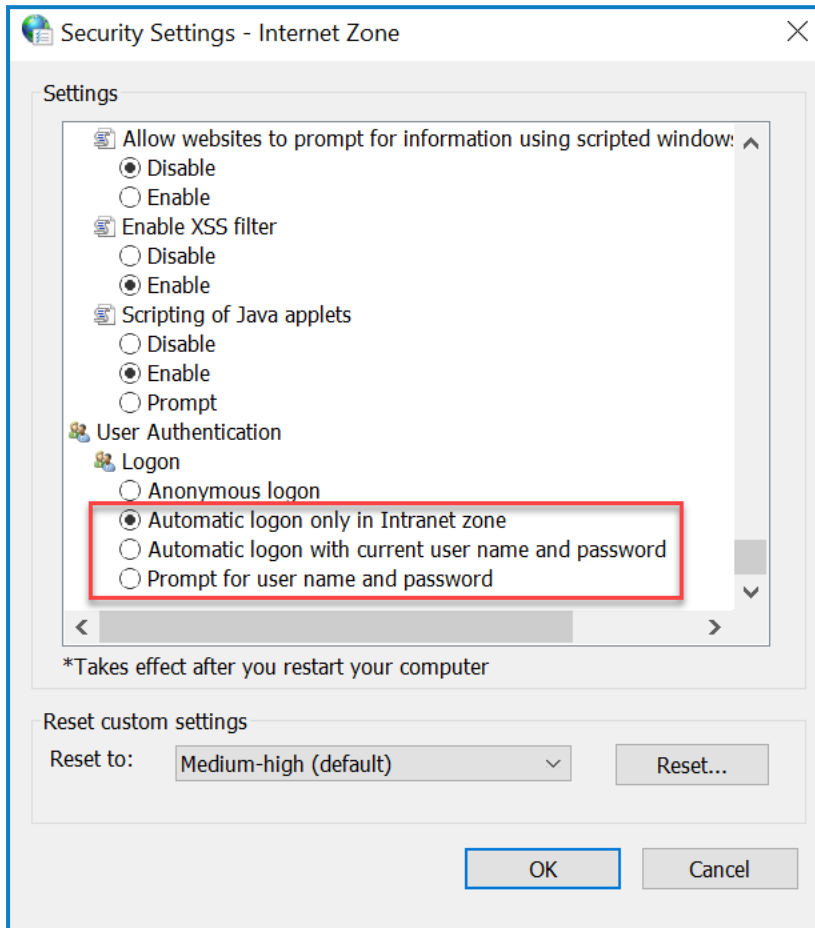 Security Settings - Internet Zone
Settings
Allow websites to prompt for information using scripted
Disable
Enable
Enable XSS filter
Disable
Enable
Scripting of Java applets
Disable
Enable
Prompt
User Authentication
Logon
Anonymous logon
Automatic logon only in Intranet zone
Automatic logon with current user name and password
Prompt for user name and password
*Takes effect after you restart your computer
Reset custom settings
Reset to:
Medium-high (default)
Reset...
OK
Cancel